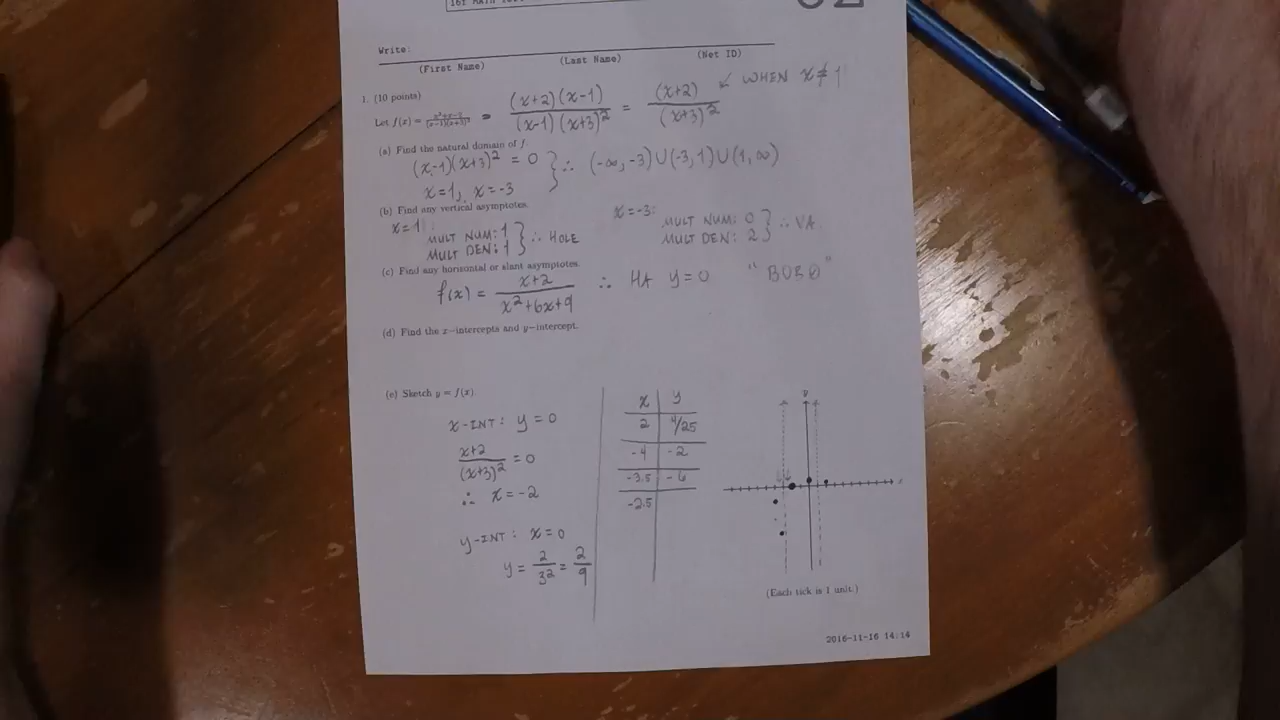 Write:
(First Name) (Last Name) (Net ID)
1. (10 points)
Let f(x) = = (x+2)(x-1) / (x-1)(x+3)² = (x+2) / (x+3)² ↙ WHEN x ≠ 1
(a) Find the natural domain of f.
(x-1)(x+3)² = 0 } ∴ (-∞, -3) ∪ (-3, 1) ∪ (1, ∞)
x=1, x=-3
(b) Find any vertical asymptotes.
x=1: MULT NUM: 1 } ∴ HOLE
MULT DEN: 1
x=-3: MULT NUM: 0 } ∴ VA
MULT DEN: 2
(c) Find any horizontal or slant asymptotes.
f(x) = x+2 / x²+6x+9 ∴ HA y=0 "BOB0"
(d) Find the x-intercepts and y-intercept.
(e) Sketch y = f(x).
x-INT: y=0
x+2 / (x+3)² = 0
∴ x=-2
y-INT: x=0
y = 2 / 3² = 2 / 9
x y
2 4/25
-4 -2
-3.5 -6
-2.5
(Each tick is 1 unit.)
2016-11-16 14:14